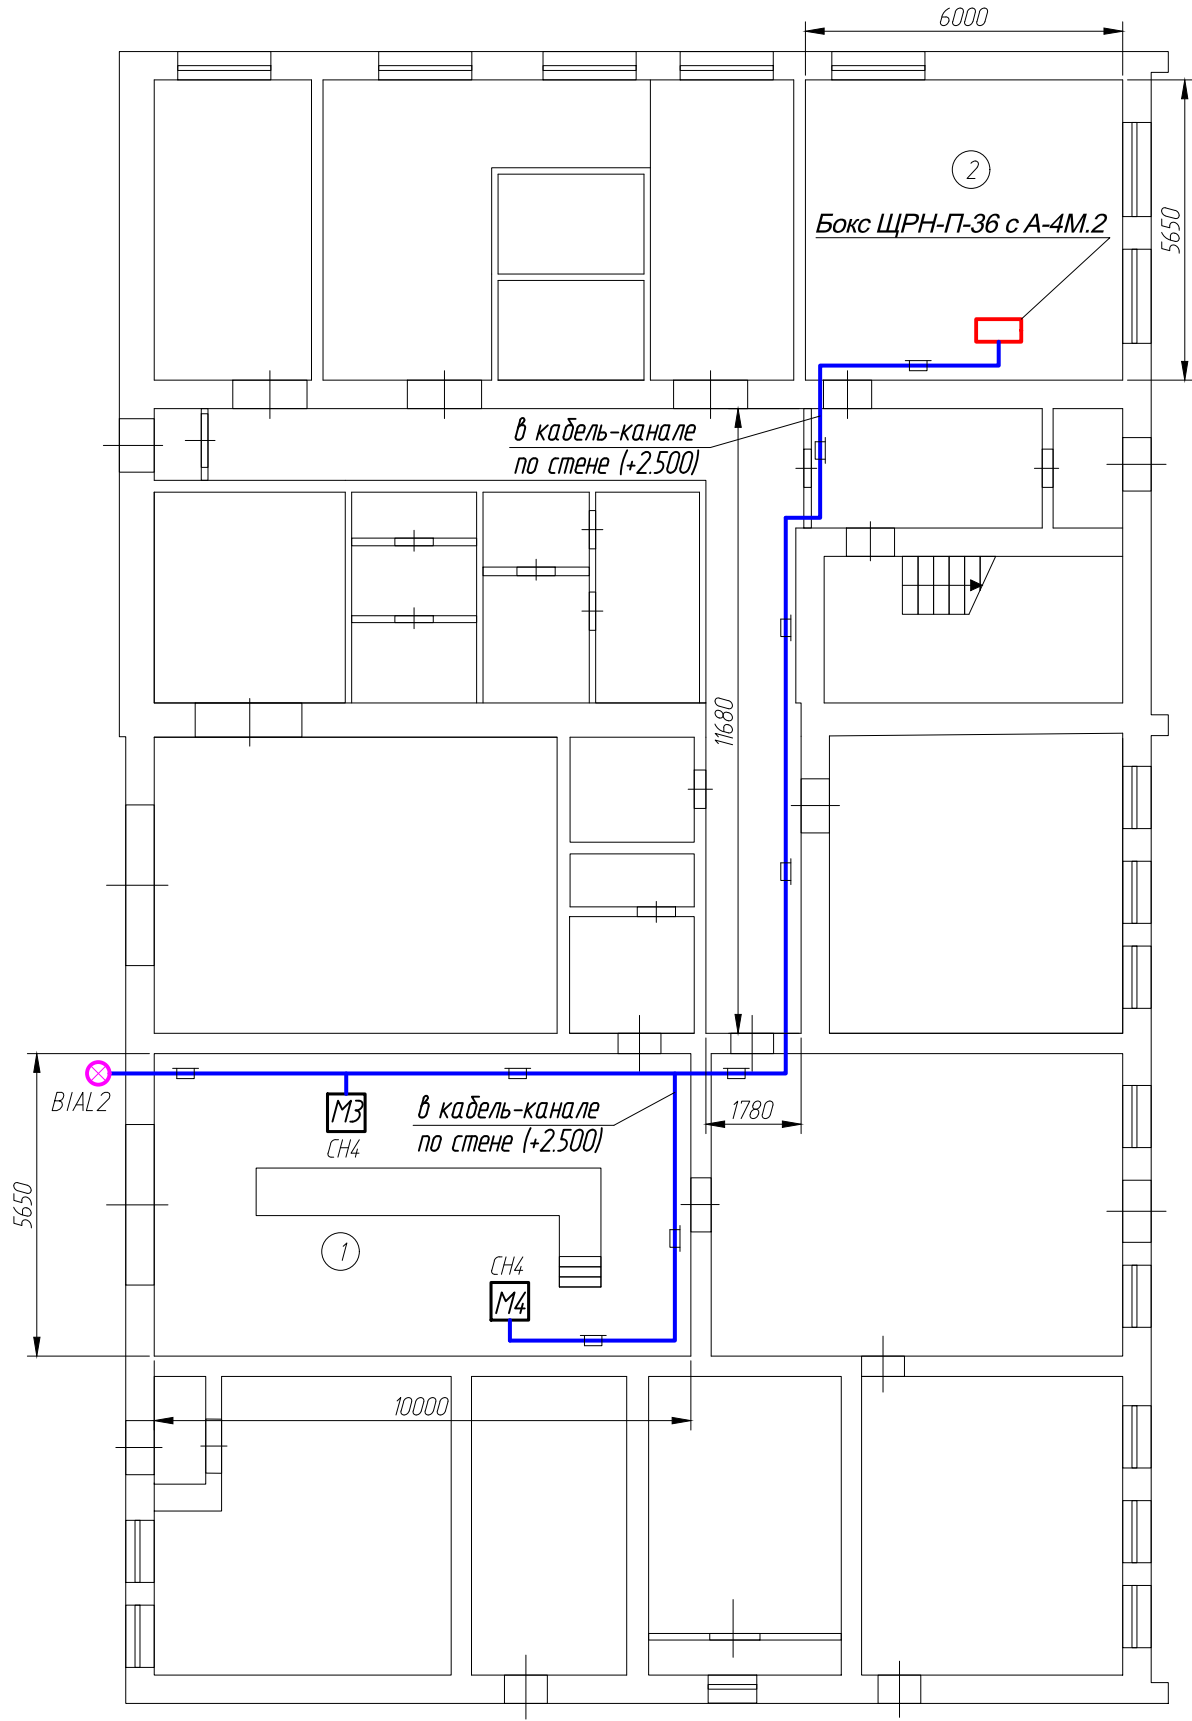 6000
2
Бокс ЩРН-П-36 с А-4М.2
5650
в кабель-канале
по стене (+2.500)
11680
BIAL2
М3
СН4
в кабель-канале
по стене (+2.500)
1780
5650
1
СН4
М4
10000